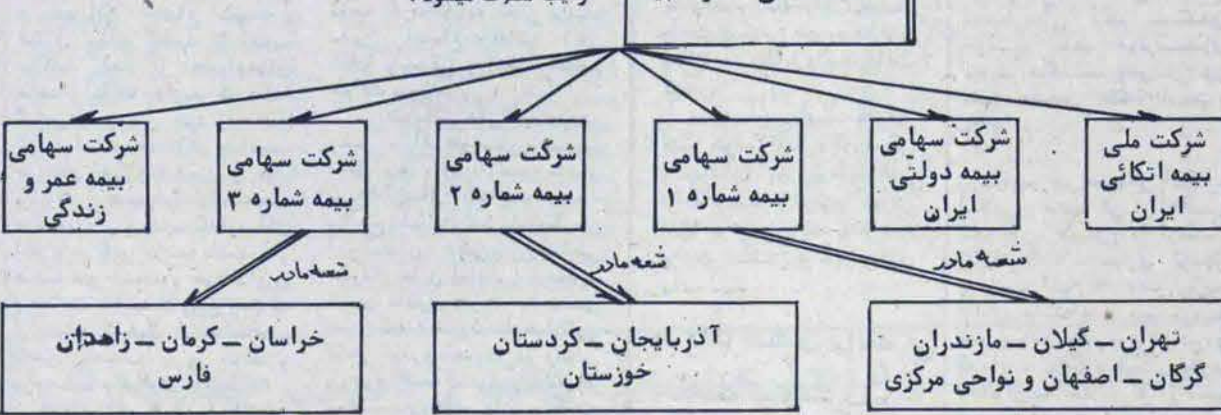 شرکت ملی
بیمه اتکائی
ایران
شرکت سهامی
بیمه دولتی
ایران
شرکت سهامی
بیمه شماره ۱
شرکت سهامی
بیمه شماره ۲
شرکت سهامی
بیمه شماره ۳
شرکت سهامی
بیمه عمر و
زندگی
شعبه مادر
شعبه مادر
شعبه مادر
تهران ـ گیلان ـ مازندران
گرگان ـ اصفهان و نواحی مرکزی
آذربایجان ـ کردستان
خوزستان
خراسان ـ کرمان ـ زاهدان
فارس